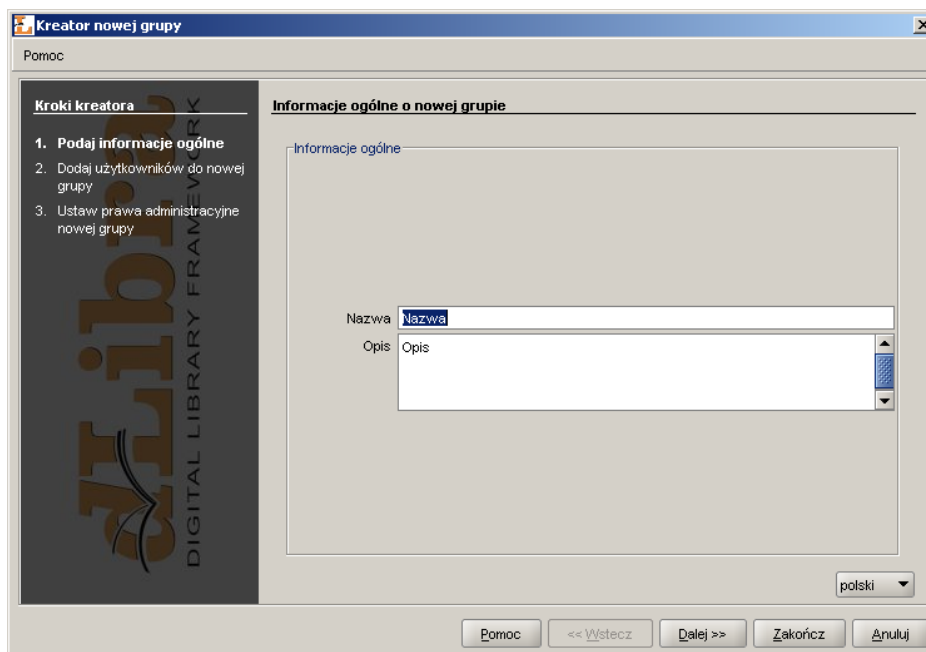 Kreator nowej grupy
Pomoc
Kroki kreatora
1. Podaj informacje ogólne
2. Dodaj użytkowników do nowej
grupy
3. Ustaw prawa administracyjne
nowej grupy
dLibra
DIGITAL LIBRARY FRAMEWORK
Informacje ogólne o nowej grupie
Informacje ogólne
Nazwa Nazwa
Opis Opis
polski
Pomoc << Wstecz Dalej >> Zakończ Anuluj